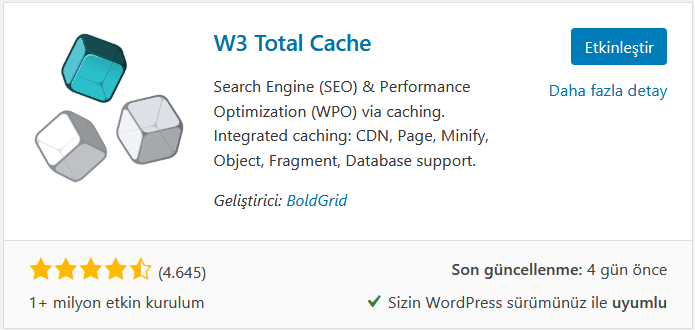 W3 Total Cache
Etkinleştir
Daha fazla detay
Search Engine (SEO) & Performance
Optimization (WPO) via caching.
Integrated caching: CDN, Page, Minify,
Object, Fragment, Database support.
Geliştirici: BoldGrid
(4.645)
1+ milyon etkin kurulum
Son güncellenme: 4 gün önce
Sizin WordPress sürümünüz ile uyumlu